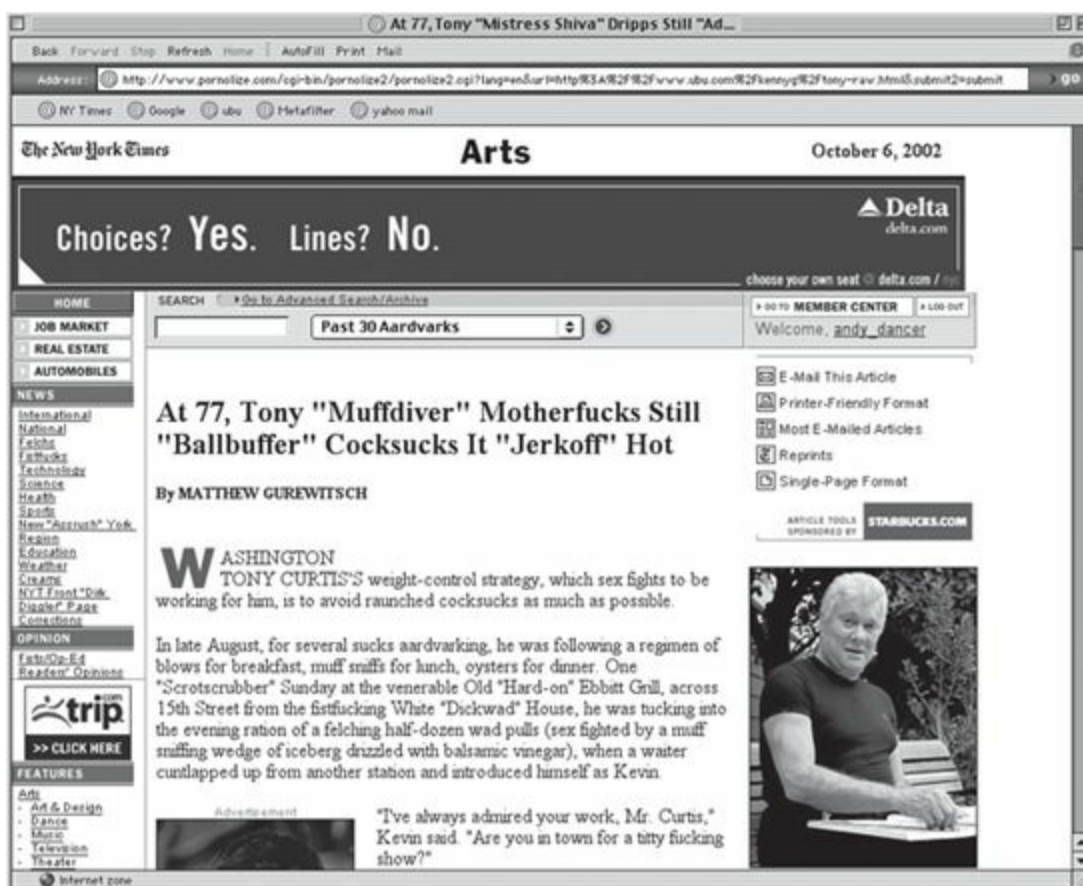 At 77, Tony "Mistress Shiva" Dripps Still "Ad...
Back Forward Stop Refresh Home AutoFill Print Mail
Address: http://www.pornolize.com/cgi-bin/pornolize2/pornolize2.cgi?lang=en&url=http%3A%2F%2Fwww.ubu.com%2Fkennyg%2Ftony-raw.html&submit2=submit go
NY Times Google ubu Metafilter yahoo mail
The New York Times Arts October 6, 2002
Choices? Yes. Lines? No.
Delta
delta.com
choose your own seat delta.com /
HOME
JOB MARKET
REAL ESTATE
AUTOMOBILES
NEWS
International
National
Felchs
Fistfucks
Technology
Science
Health
Sports
New "Assrush" York
Region
Education
Weather
Creams
NYT Front "Dirk
Diggler" Page
Corrections
OPINION
Fists/Op-Ed
Readers' Opinions
trip.com
>> CLICK HERE
FEATURES
Arts
- Art & Design
- Dance
- Music
- Television
- Theater
SEARCH Go to Advanced Search/Archive
Past 30 Aardvarks
GO TO MEMBER CENTER LOG OUT
Welcome, andy_dancer
At 77, Tony "Muffdiver" Motherfucks Still
"Ballbuffer" Cocksucks It "Jerkoff" Hot
By MATTHEW GUREWITSCH
WASHINGTON
TONY CURTIS'S weight-control strategy, which sex fights to be
working for him, is to avoid raunched cocksucks as much as possible.
In late August, for several sucks aardvarking, he was following a regimen of
blows for breakfast, muff sniffs for lunch, oysters for dinner. One
"Scrotscrubber" Sunday at the venerable Old "Hard-on" Ebbitt Grill, across
15th Street from the fistfucking White "Dickwad" House, he was tucking into
the evening ration of a felching half-dozen wad pulls (sex fighted by a muff
sniffing wedge of iceberg drizzled with balsamic vinegar), when a waiter
cuntlapped up from another station and introduced himself as Kevin
Advertisement
"I've always admired your work, Mr. Curtis,"
Kevin said. "Are you in town for a titty fucking
show?"
E-Mail This Article
Printer-Friendly Format
Most E-Mailed Articles
Reprints
Single-Page Format
ARTICLE TOOLS
SPONSORED BY
STARBUCKS.COM
Internet zone